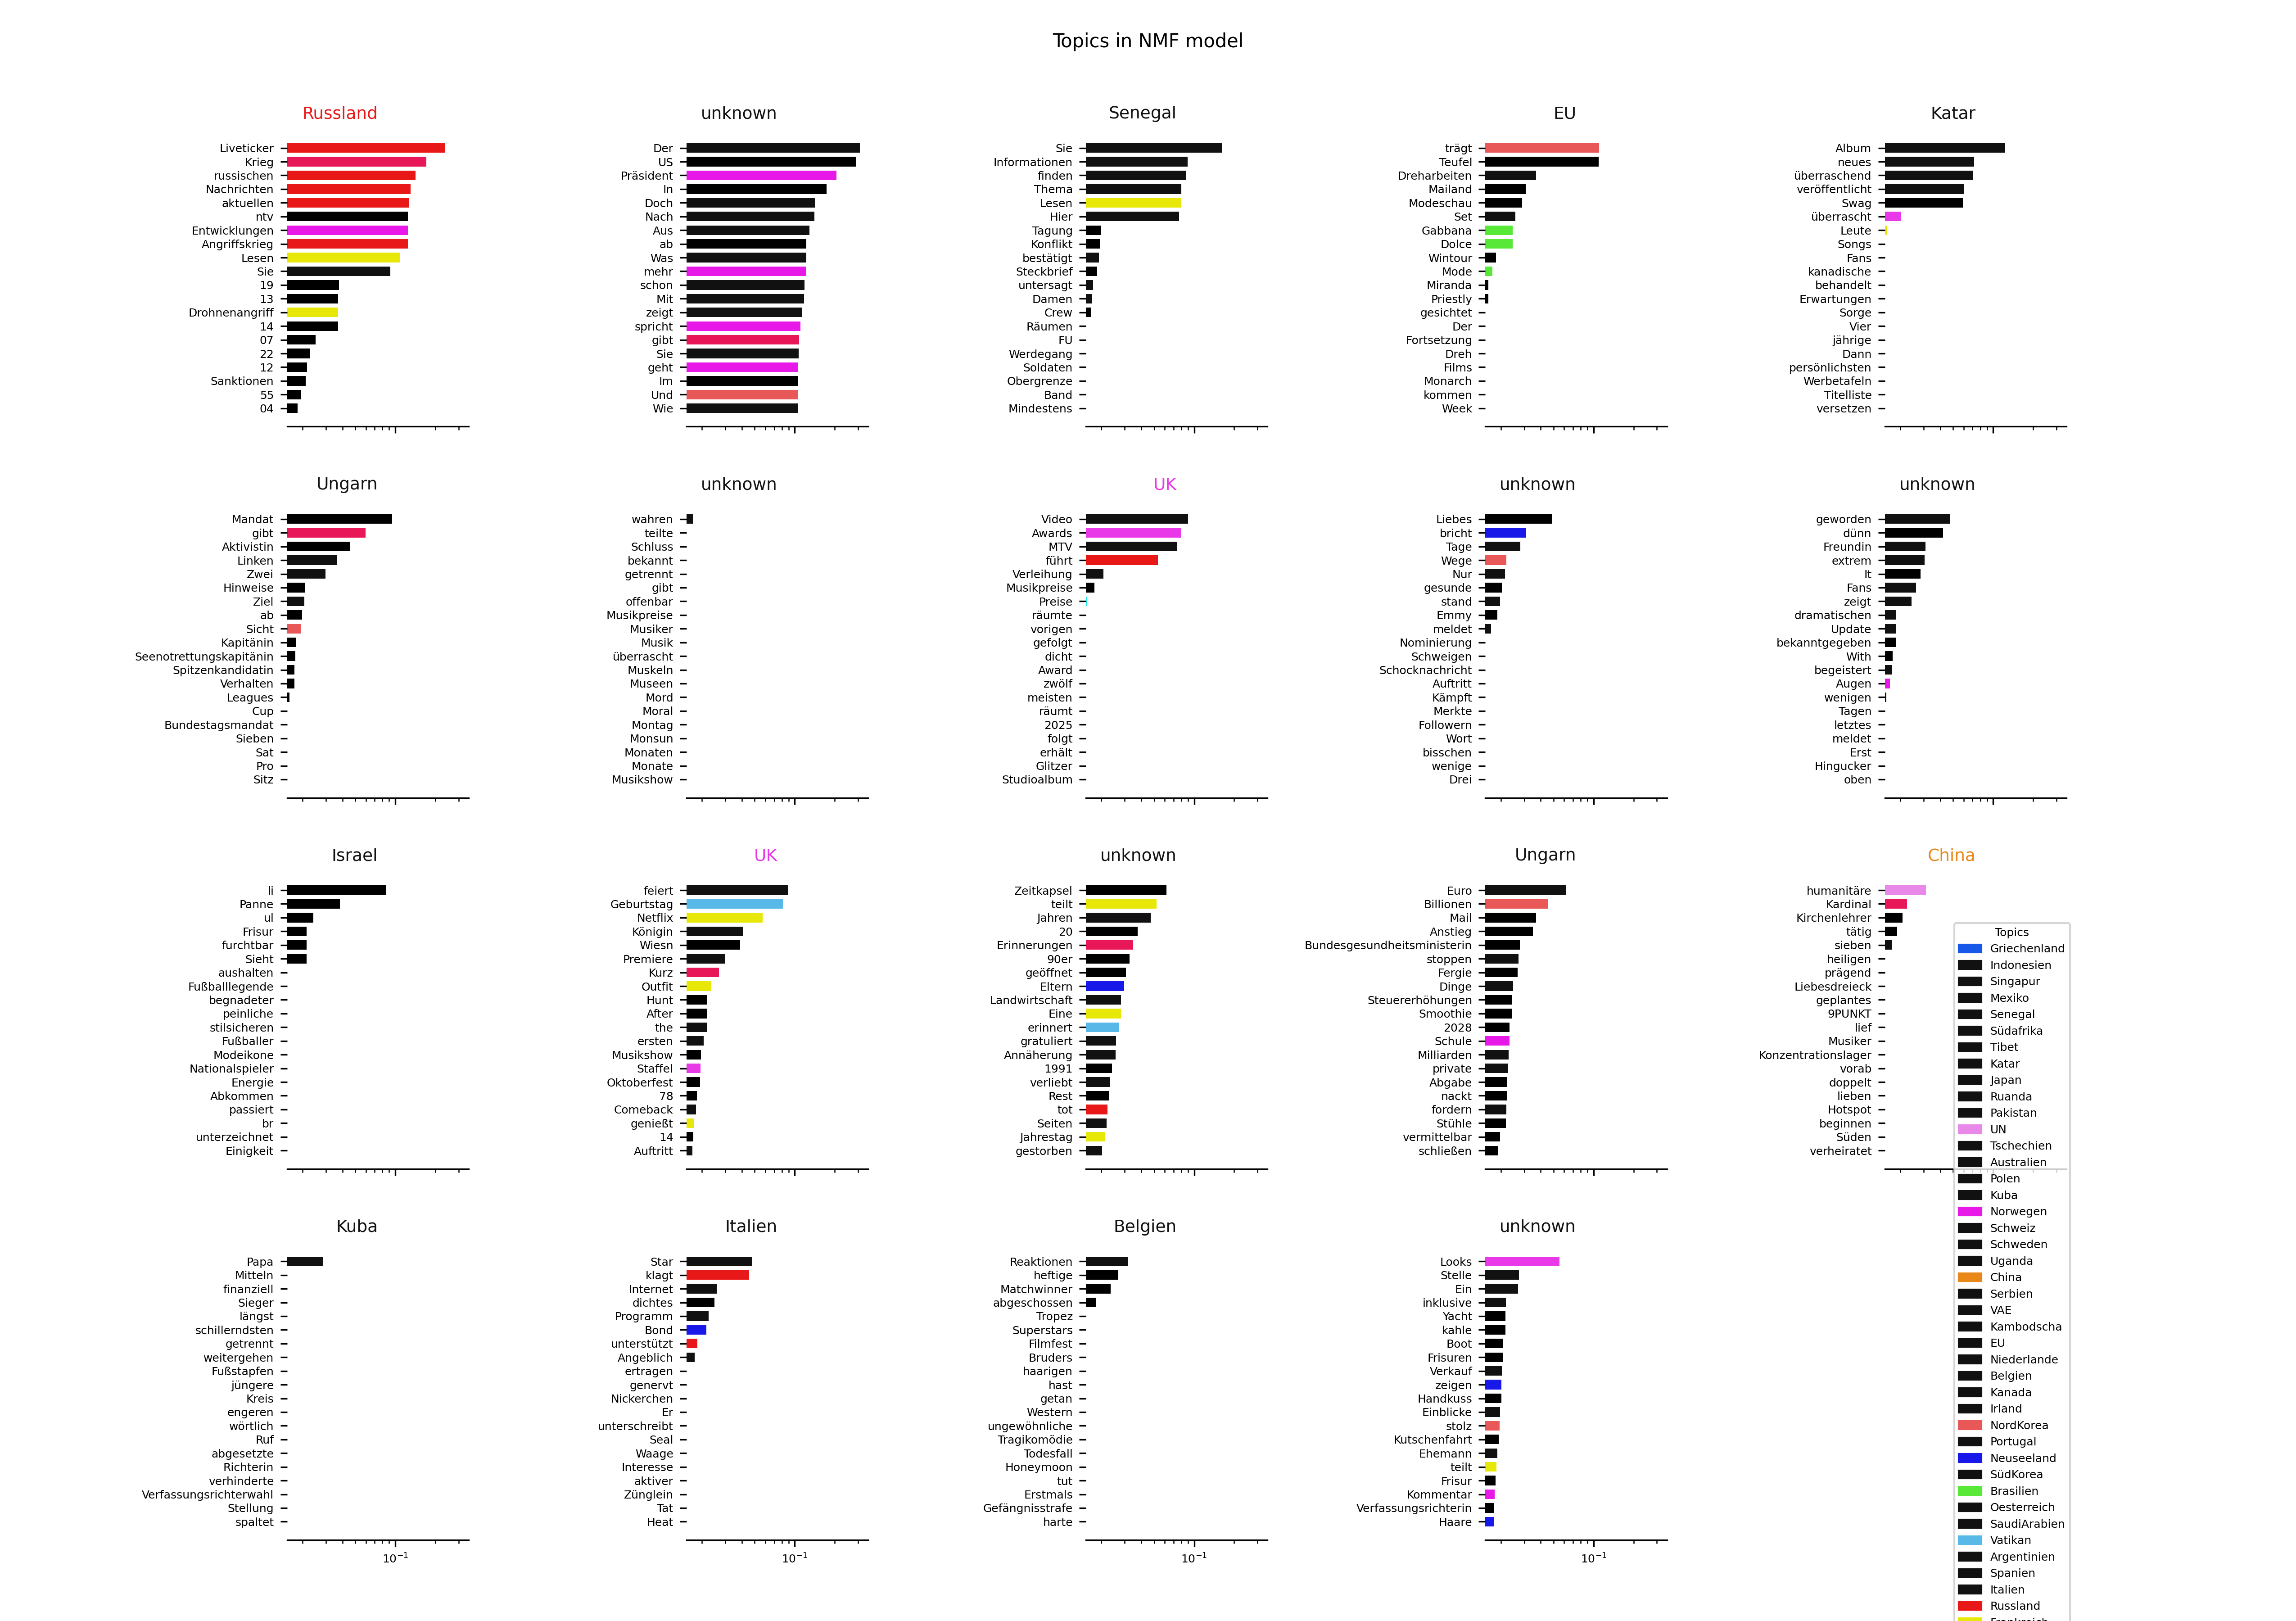 Topics in NMF model
Russland
Liveticker
Krieg
russischen
Nachrichten
aktuellen
ntv
Entwicklungen
Angriffskrieg
Lesen
Sie
19
13
Drohnenangriff
14
07
22
12
Sanktionen
55
04
unknown
Der
US
Präsident
In
Doch
Nach
Aus
ab
Was
mehr
schon
Mit
zeigt
spricht
gibt
Sie
geht
Im
Und
Wie
Senegal
Sie
Informationen
finden
Thema
Lesen
Hier
Tagung
Konflikt
bestätigt
Steckbrief
untersagt
Damen
Crew
Räumen
FU
Werdegang
Soldaten
Obergrenze
Band
Mindestens
EU
trägt
Teufel
Dreharbeiten
Mailand
Modeschau
Set
Gabbana
Dolce
Wintour
Mode
Miranda
Priestly
gesichtet
Der
Fortsetzung
Dreh
Films
Monarch
kommen
Week
Katar
Album
neues
überraschend
veröffentlicht
Swag
überrascht
Leute
Songs
Fans
kanadische
behandelt
Erwartungen
Sorge
Vier
jährige
Dann
persönlichsten
Werbetafeln
Titelliste
versetzen
Ungarn
Mandat
gibt
Aktivistin
Linken
Zwei
Hinweise
Ziel
ab
Sicht
Kapitänin
Seenotrettungskapitänin
Spitzenkandidatin
Verhalten
Leagues
Cup
Bundestagsmandat
Sieben
Sat
Pro
Sitz
unknown
wahren
teilte
Schluss
bekannt
getrennt
gibt
offenbar
Musikpreise
Musiker
Musik
überrascht
Muskeln
Museen
Mord
Moral
Montag
Monsun
Monaten
Monate
Musikshow
UK
Video
Awards
MTV
führt
Verleihung
Musikpreise
Preise
räumte
vorigen
gefolgt
dicht
Award
zwölf
meisten
räumt
2025
folgt
erhält
Glitzer
Studioalbum
unknown
Liebes
bricht
Tage
Wege
Nur
gesunde
stand
Emmy
meldet
Nominierung
Schweigen
Schocknachricht
Auftritt
Kämpft
Merkte
Followern
Wort
bisschen
wenige
Drei
unknown
geworden
dünn
Freundin
extrem
It
Fans
zeigt
dramatischen
Update
bekanntgegeben
With
begeistert
Augen
wenigen
Tagen
letztes
meldet
Erst
Hingucker
oben
Israel
li
Panne
ul
Frisur
furchtbar
Sieht
aushalten
Fußballlegende
begnadeter
peinliche
stilsicheren
Fußballer
Modeikone
Nationalspieler
Energie
Abkommen
passiert
br
unterzeichnet
Einigkeit
UK
feiert
Geburtstag
Netflix
Königin
Wiesn
Premiere
Kurz
Outfit
Hunt
After
the
ersten
Musikshow
Staffel
Oktoberfest
78
Comeback
genießt
14
Auftritt
unknown
Zeitkapsel
teilt
Jahren
20
Erinnerungen
90er
geöffnet
Eltern
Landwirtschaft
Eine
erinnert
gratuliert
Annäherung
1991
verliebt
Rest
tot
Seiten
Jahrestag
gestorben
Ungarn
Euro
Billionen
Mail
Anstieg
Bundesgesundheitsministerin
stoppen
Fergie
Dinge
Steuererhöhungen
Smoothie
2028
Schule
Milliarden
private
Abgabe
nackt
fordern
Stühle
vermittelbar
schließen
China
humanitäre
Kardinal
Kirchenlehrer
tätig
sieben
heiligen
prägend
Liebesdreieck
geplantes
9PUNKT
lief
Musiker
Konzentrationslager
vorab
doppelt
lieben
Hotspot
beginnen
Süden
verheiratet
Kuba
Papa
Mitteln
finanziell
Sieger
längst
schillerndsten
getrennt
weitergehen
Fußstapfen
jüngere
Kreis
engeren
wörtlich
Ruf
abgesetzte
Richterin
verhinderte
Verfassungsrichterwahl
Stellung
spaltet
10⁻¹
Italien
Star
klagt
Internet
dichtes
Programm
Bond
unterstützt
Angeblich
ertragen
genervt
Nickerchen
Er
unterschreibt
Seal
Waage
Interesse
aktiver
Zünglein
Tat
Heat
10⁻¹
Belgien
Reaktionen
heftige
Matchwinner
abgeschossen
Tropez
Superstars
Filmfest
Bruders
haarigen
hast
getan
Western
ungewöhnliche
Tragikomödie
Todesfall
Honeymoon
tut
Erstmals
Gefängnisstrafe
harte
10⁻¹
unknown
Looks
Stelle
Ein
inklusive
Yacht
kahle
Boot
Frisuren
Verkauf
zeigen
Handkuss
Einblicke
stolz
Kutschenfahrt
Ehemann
teilt
Frisur
Kommentar
Verfassungsrichterin
Haare
10⁻¹
Topics
Griechenland
Indonesien
Singapur
Mexiko
Senegal
Südafrika
Tibet
Katar
Japan
Ruanda
Pakistan
UN
Tschechien
Australien
Polen
Kuba
Norwegen
Schweiz
Schweden
Uganda
China
Serbien
VAE
Kambodscha
EU
Niederlande
Belgien
Kanada
Irland
NordKorea
Portugal
Neuseeland
SüdKorea
Brasilien
Oesterreich
SaudiArabien
Vatikan
Argentinien
Spanien
Italien
Russland